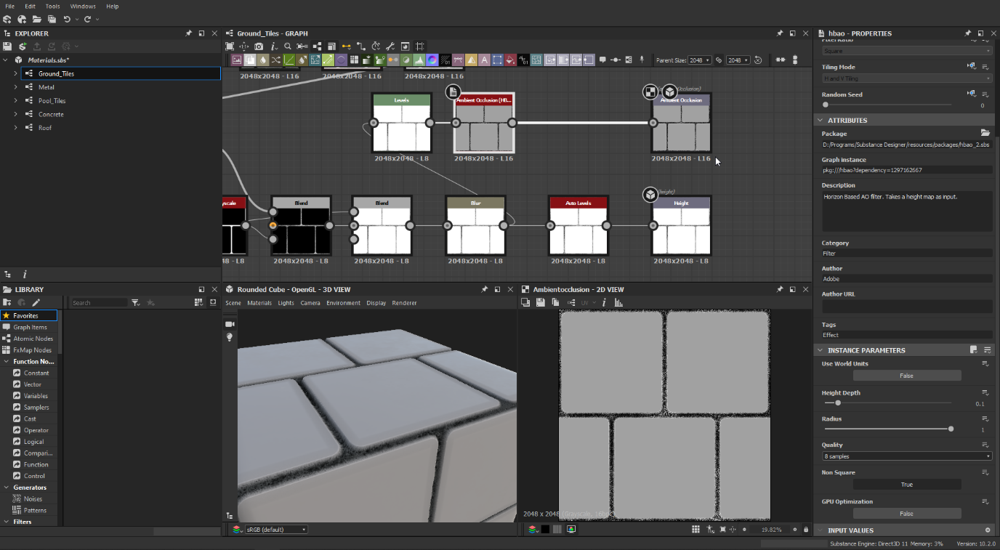 File Edit Tools Windows Help
EXPLORER
Materials.sbs*
Ground_Tiles
Metal
Pool_Tiles
Concrete
Roof
LIBRARY
Search
Favorites
Graph Items
Atomic Nodes
FxMap Nodes
Function No...
Constant
Vector
Variables
Samplers
Cast
Operator
Logical
Compari...
Function
Control
Generators
Noises
Patterns
Filters
Ground_Tiles - GRAPH
Parent Size: 2048 2048
2048x2048 - L16 2048x2048 - L8 2048x2048 - L16
Levels
2048x2048 - L8
Ambient Occlusion (HB...
2048x2048 - L16
Ambient Occlusion
2048x2048 - L16
yscale
48 - L8
Blend
2048x2048 - L8
Blend
2048x2048 - L8
Blur
2048x2048 - L8
Auto Levels
2048x2048 - L8
(height)
Height
2048x2048 - L8
Rounded Cube - OpenGL - 3D VIEW
Scene Materials Lights Camera Environment Display Renderer
sRGB (default)
Ambientocclusion - 2D VIEW
UV
2048 x 2048 (Grayscale, 16bpc)
19.82%
hbao - PROPERTIES
Square
Tiling Mode
H and V Tiling
Random Seed
0
ATTRIBUTES
Package
D:/Programs/Substance Designer/resources/packages/hbao_2.sbs
Graph instance
pkg:///hbao?dependency=1297162667
Description
Horizon Based AO filter. Takes a height map as input.
Category
Filter
Author
Adobe
Author URL
Tags
Effect
INSTANCE PARAMETERS
Use World Units
False
Height Depth
0.1
Radius
1
Quality
8 samples
Non Square
True
GPU Optimization
False
INPUT VALUES
Substance Engine: Direct3D 11 Memory: 3% Version: 10.2.0